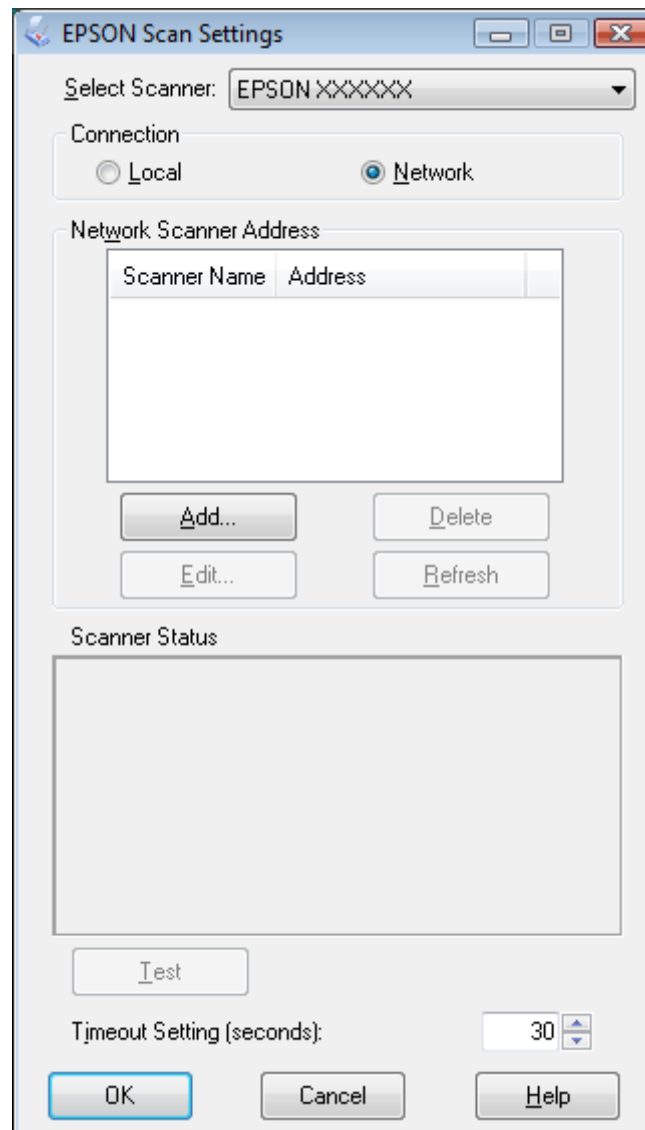 EPSON Scan Settings
Select Scanner: EPSON XXXXXX
Connection
Local Network
Network Scanner Address
Scanner Name Address
Add... Delete
Edit... Refresh
Scanner Status
Test
Timeout Setting (seconds): 30
OK Cancel Help